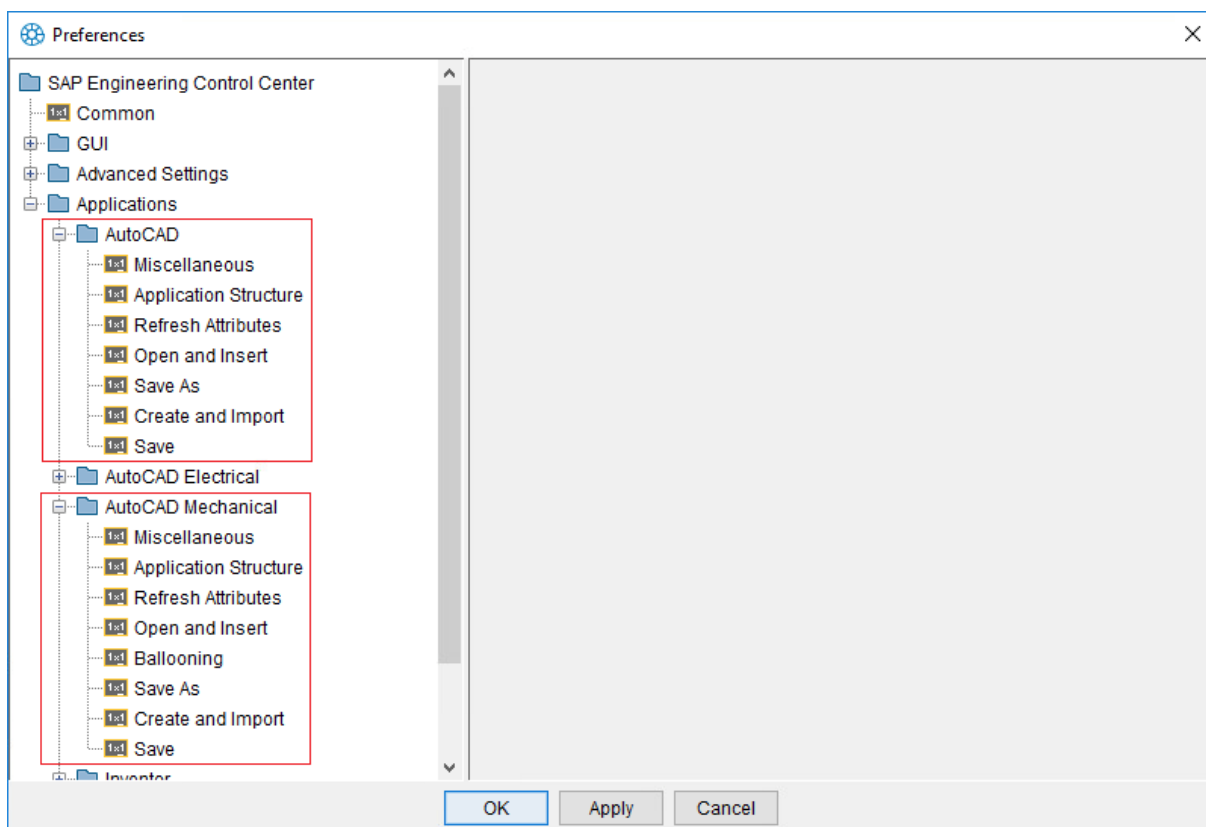 Preferences
SAP Engineering Control Center
Common
GUI
Advanced Settings
Applications
AutoCAD
Miscellaneous
Application Structure
Refresh Attributes
Open and Insert
Save As
Create and Import
Save
AutoCAD Electrical
AutoCAD Mechanical
Miscellaneous
Application Structure
Refresh Attributes
Open and Insert
Ballooning
Save As
Create and Import
Save
Inventor
OK Apply Cancel